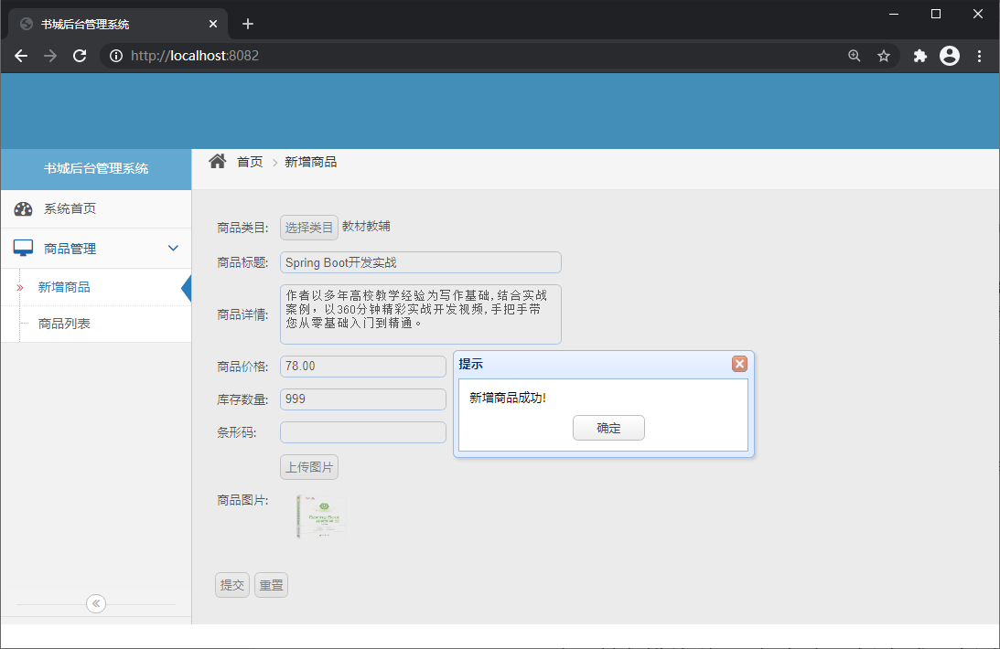 书城后台管理系统
http://localhost:8082
书城后台管理系统
首页 新增商品
系统首页
商品管理
新增商品
商品列表
商品类目: 选择类目 教材教辅
商品标题: Spring Boot开发实战
商品详情:
作者以多年高校教学经验为写作基础,结合实战
案例，以360分钟精彩实战开发视频,手把手带
您从零基础入门到精通。
商品价格: 78.00
库存数量: 999
条形码:
上传图片
商品图片:
Spring Boot
提交 重置
提示
新增商品成功!
确定